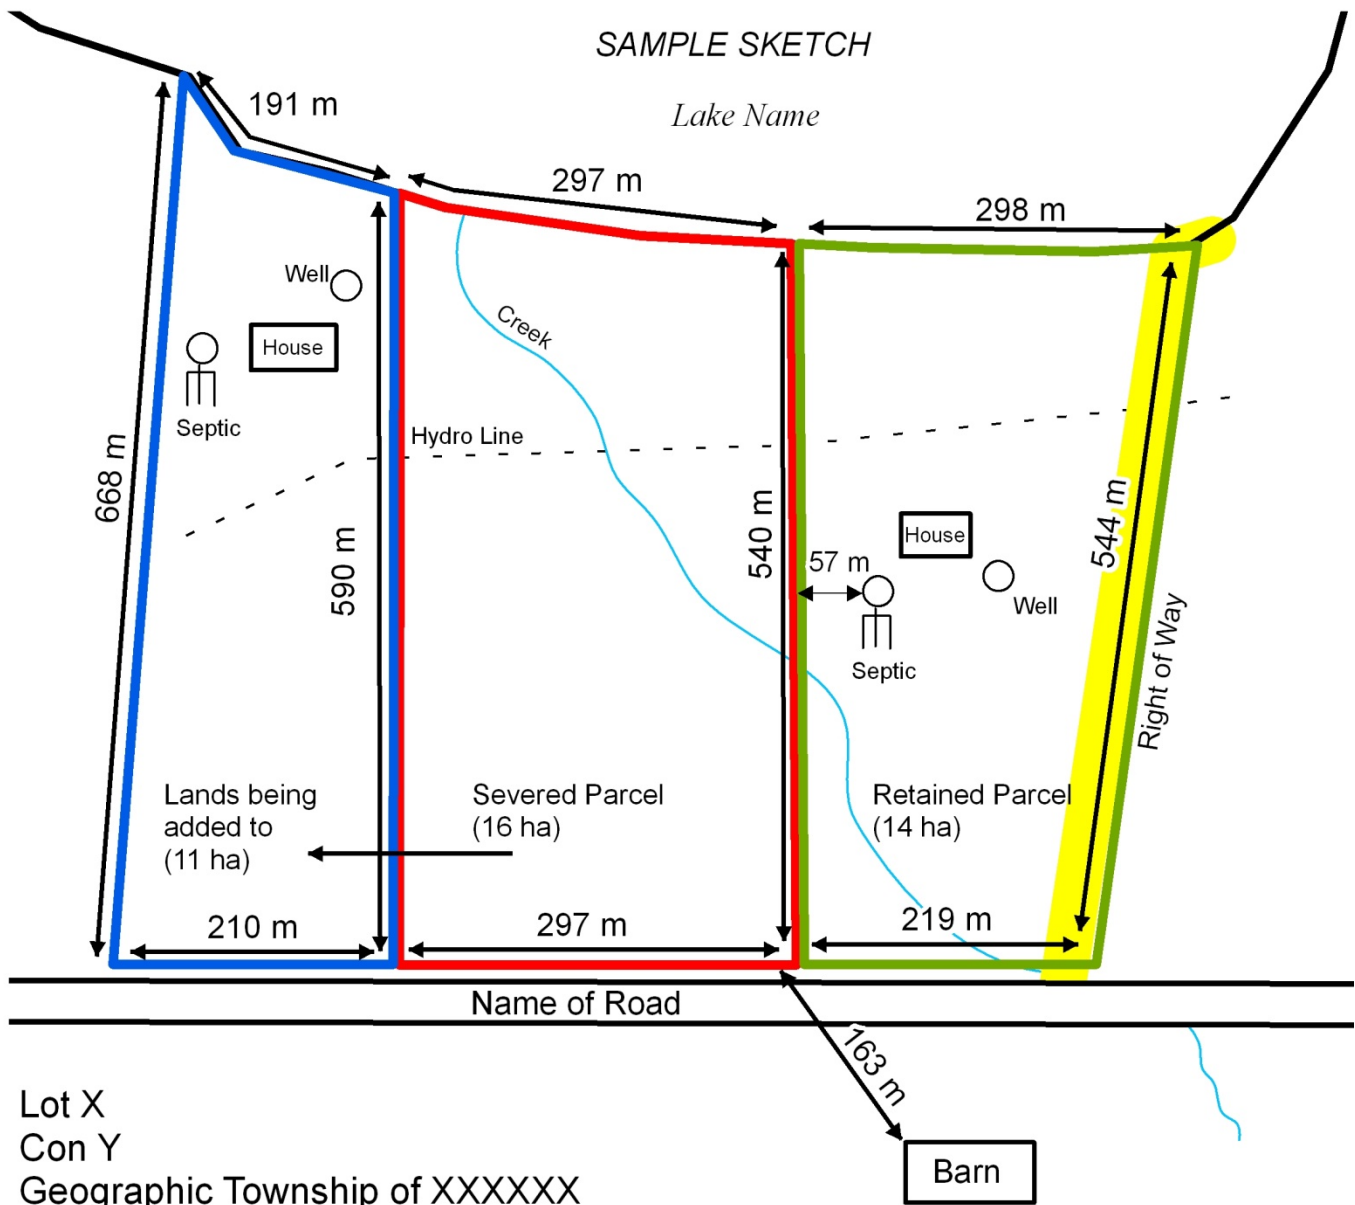 SAMPLE SKETCH
Lake Name
191 m
297 m
298 m
Well
House
Septic
Creek
Hydro Line
668 m
590 m
540 m
544 m
House
57 m
Well
Septic
Right of Way
Lands being
added to
(11 ha)
Severed Parcel
(16 ha)
Retained Parcel
(14 ha)
210 m
297 m
219 m
Name of Road
163 m
Barn
Lot X
Con Y
Geographic Township of XXXXXX